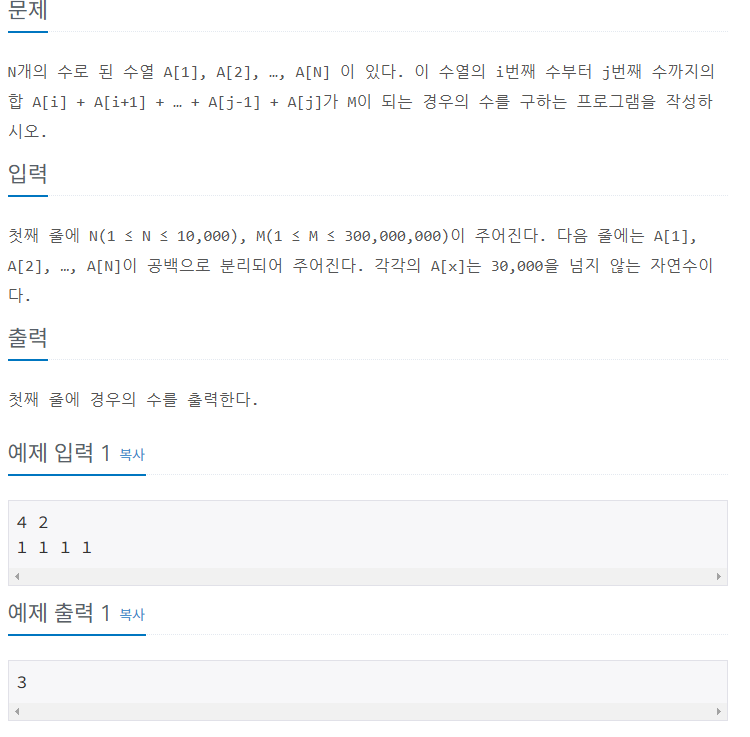 문제
N개의 수로 된 수열 A[1], A[2], …, A[N] 이 있다. 이 수열의 i번째 수부터 j번째 수까지의
합 A[i] + A[i+1] + … + A[j-1] + A[j]가 M이 되는 경우의 수를 구하는 프로그램을 작성하
시오.
입력
첫째 줄에 N(1 ≤ N ≤ 10,000), M(1 ≤ M ≤ 300,000,000)이 주어진다. 다음 줄에는 A[1],
A[2], …, A[N]이 공백으로 분리되어 주어진다. 각각의 A[x]는 30,000을 넘지 않는 자연수이
다.
출력
첫째 줄에 경우의 수를 출력한다.
예제 입력 1 복사
4 2
1 1 1 1
예제 출력 1 복사
3